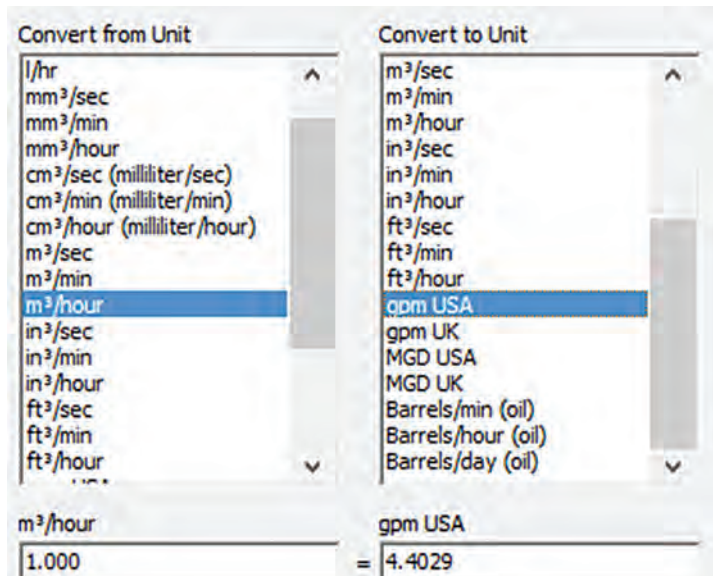 Convert from Unit
l/hr
mm³/sec
mm³/min
mm³/hour
cm³/sec (milliliter/sec)
cm³/min (milliliter/min)
cm³/hour (milliliter/hour)
m³/sec
m³/min
m³/hour
in³/sec
in³/min
in³/hour
ft³/sec
ft³/min
ft³/hour
m³/hour
1.000
Convert to Unit
m³/sec
m³/min
m³/hour
in³/sec
in³/min
in³/hour
ft³/sec
ft³/min
ft³/hour
gpm USA
gpm UK
MGD USA
MGD UK
Barrels/min (oil)
Barrels/hour (oil)
Barrels/day (oil)
gpm USA
= 4.4029